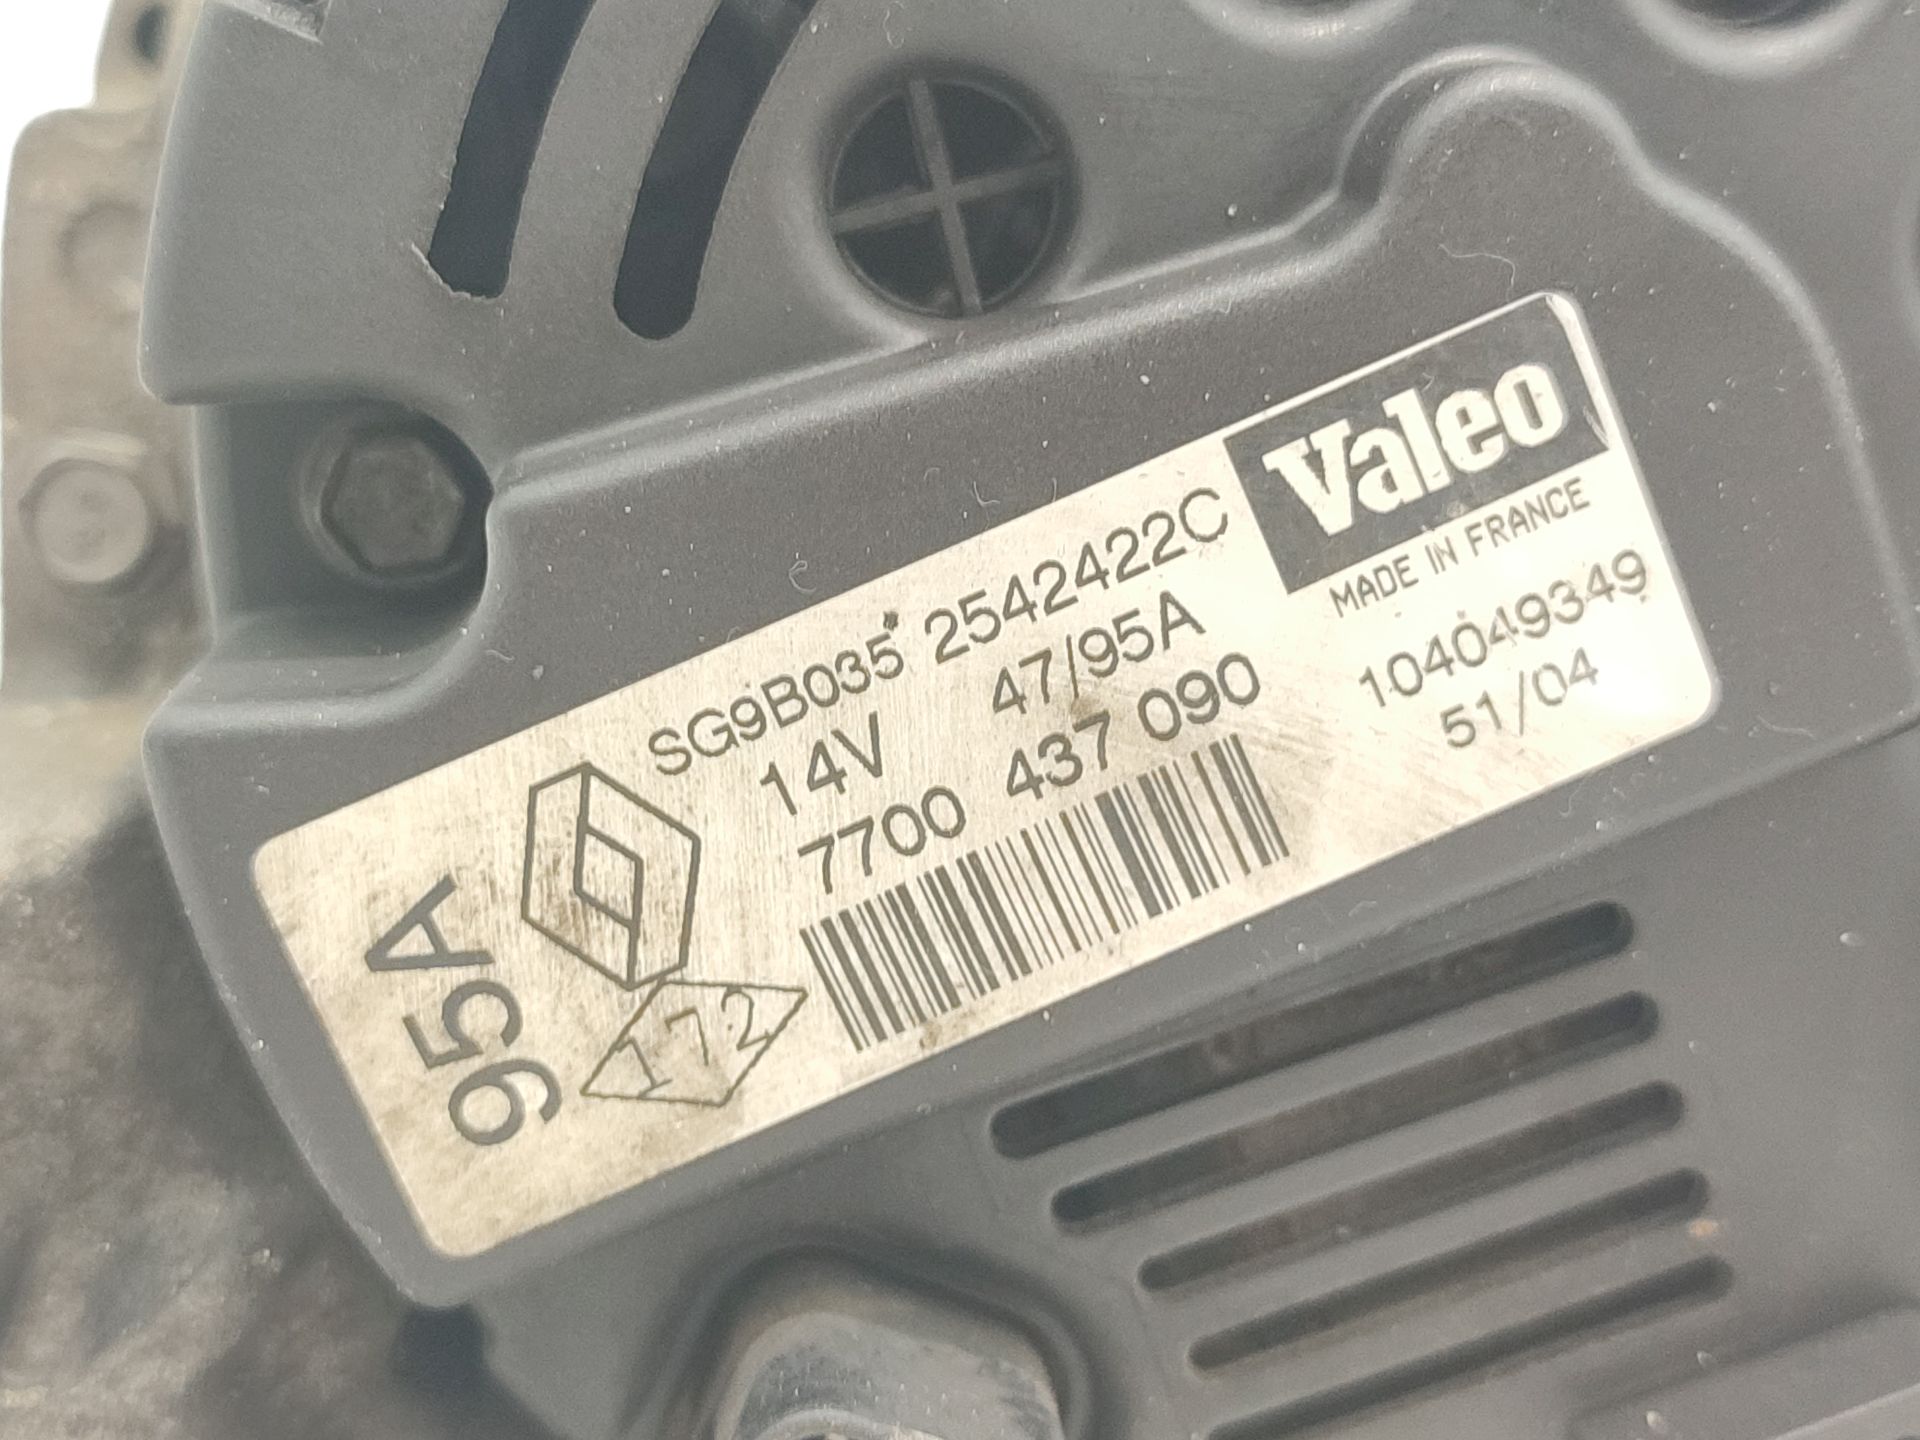 Valeo
MADE IN FRANCE
SG9B035 2542422C
14V 47/95A
7700 437 090
104049349
51/04
95A
172